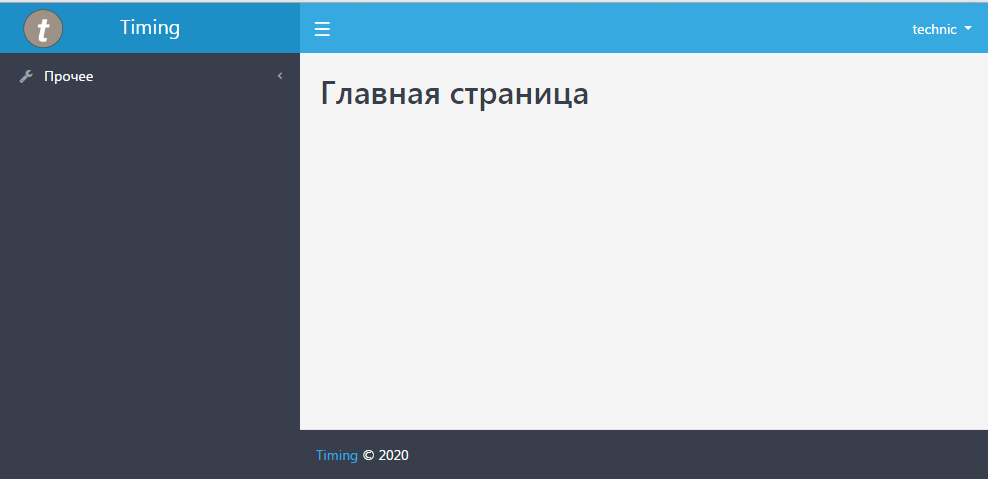 t Timing
technic
Прочее
Главная страница
Timing © 2020